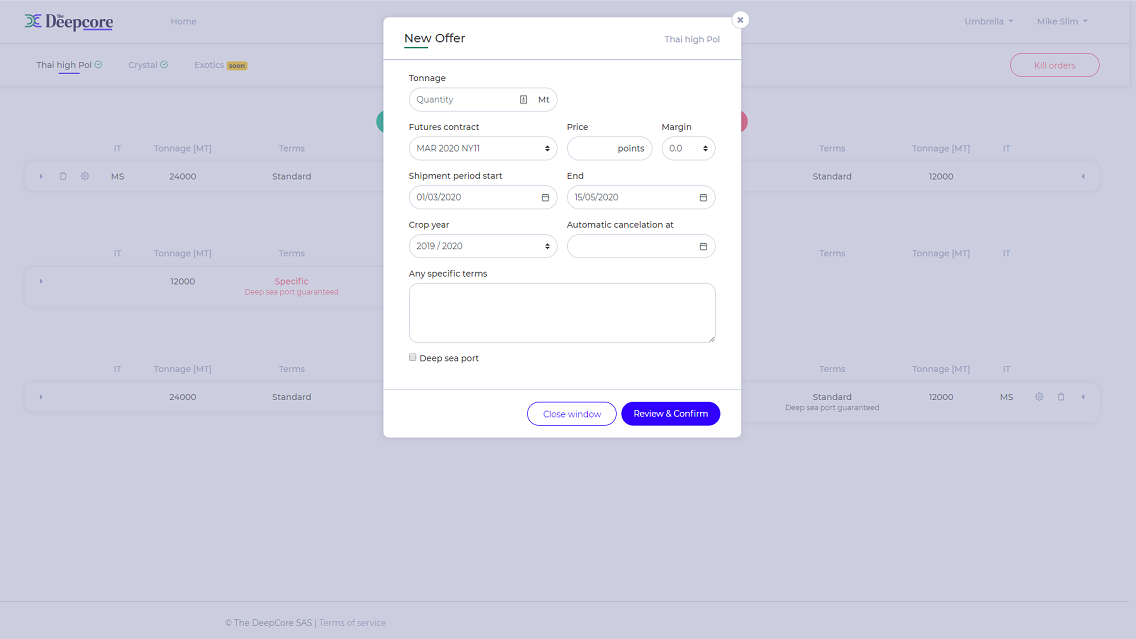 The
Deepcore
Home
Umbrella
Mike Slim
Thai high Pol
Crystal
Exotics soon
Kill orders
New Offer
Thai high Pol
Tonnage
Quantity Mt
Futures contract Price Margin
MAR 2020 NY11 points 0.0
Shipment period start End
01/03/2020 15/05/2020
Crop year Automatic cancelation at
2019 / 2020
Any specific terms
Deep sea port
Close window Review & Confirm
IT Tonnage [MT] Terms Terms Tonnage [MT] IT
MS 24000 Standard Standard 12000
IT Tonnage [MT] Terms Terms Tonnage [MT] IT
12000 Specific
Deep sea port guaranteed
IT Tonnage [MT] Terms Terms Tonnage [MT] IT
24000 Standard Standard 12000 MS
Deep sea port guaranteed
© The DeepCore SAS | Terms of service